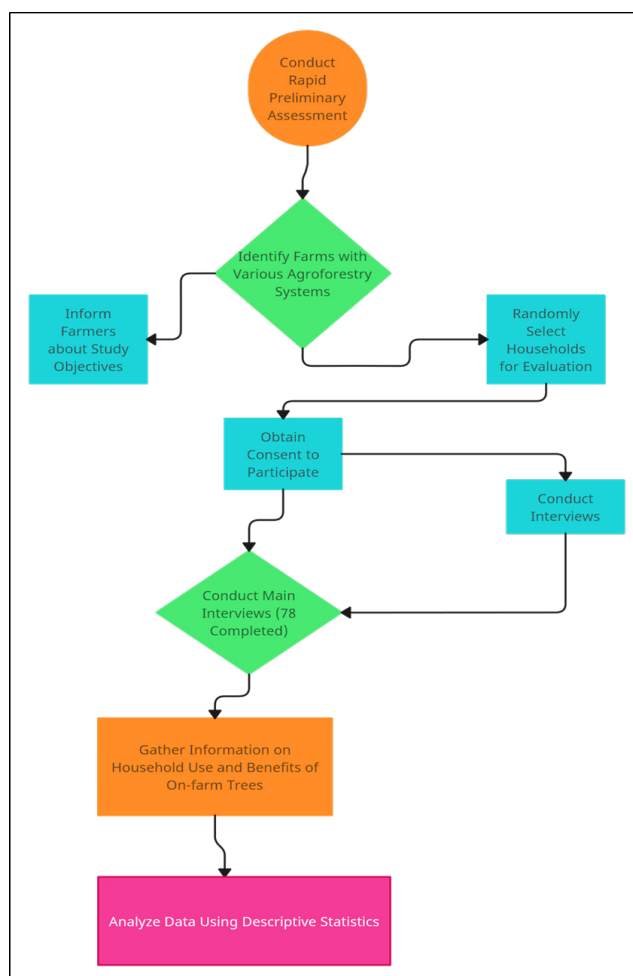 Conduct
Rapid
Preliminary
Assessment
Identify Farms with
Various Agroforestry
Systems
Inform
Farmers
about Study
Objectives
Randomly
Select
Households
for Evaluation
Obtain
Consent to
Participate
Conduct
Interviews
Conduct Main
Interviews (78
Completed)
Gather Information on
Household Use and Benefits of
On-farm Trees
Analyze Data Using Descriptive Statistics